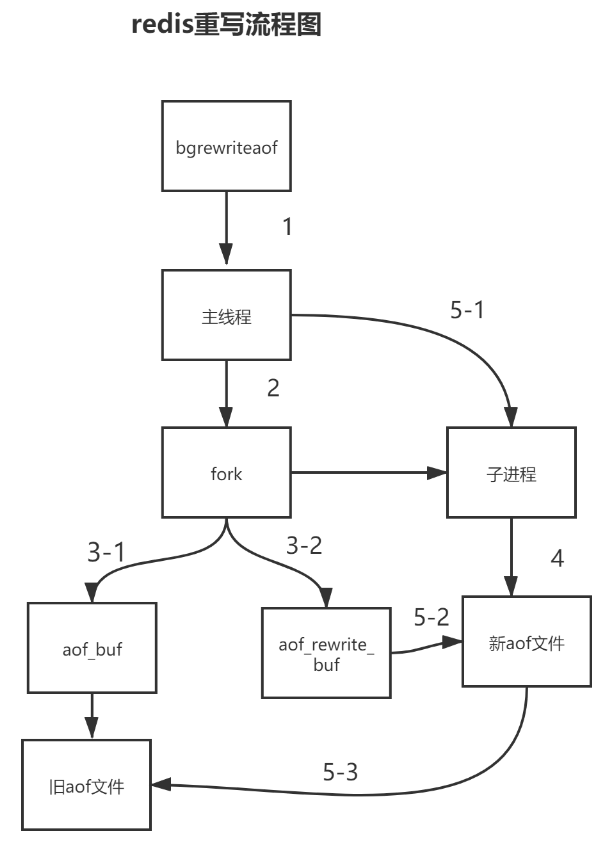 redis重写流程图
bgrewriteaof
1
主线程
5-1
2
fork
子进程
3-1
3-2
4
aof_buf
aof_rewrite_
buf
5-2
新aof文件
旧aof文件
5-3